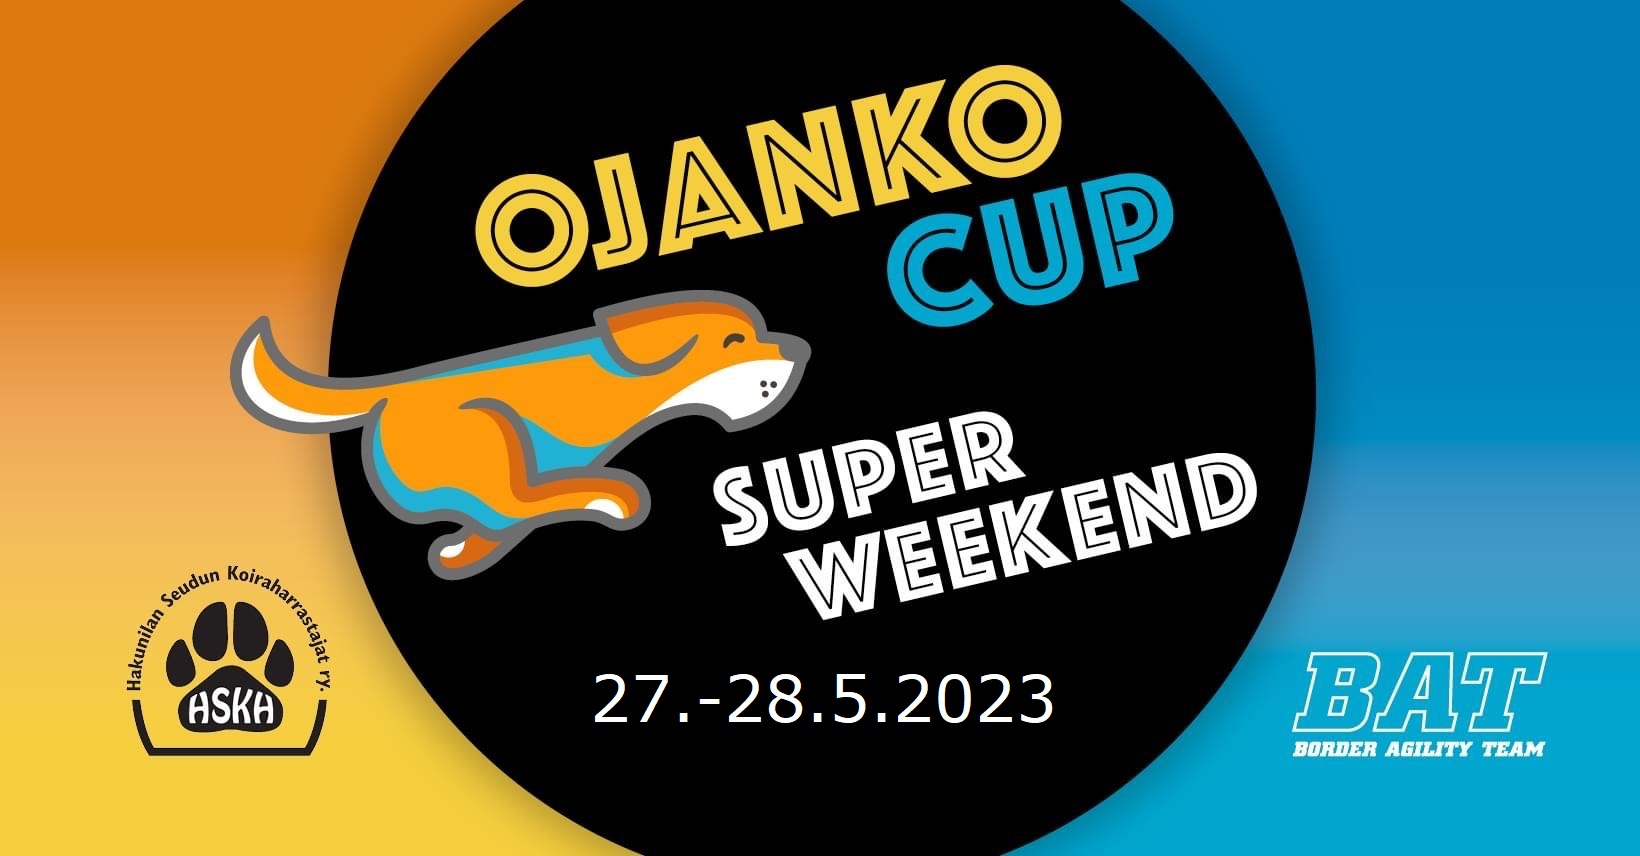 OJANKO
CUP
SUPER
WEEKEND
27.-28.5.2023
Hakunilan Seudun Koiraharrastajat ry.
HSKH
BAT
BORDER AGILITY TEAM